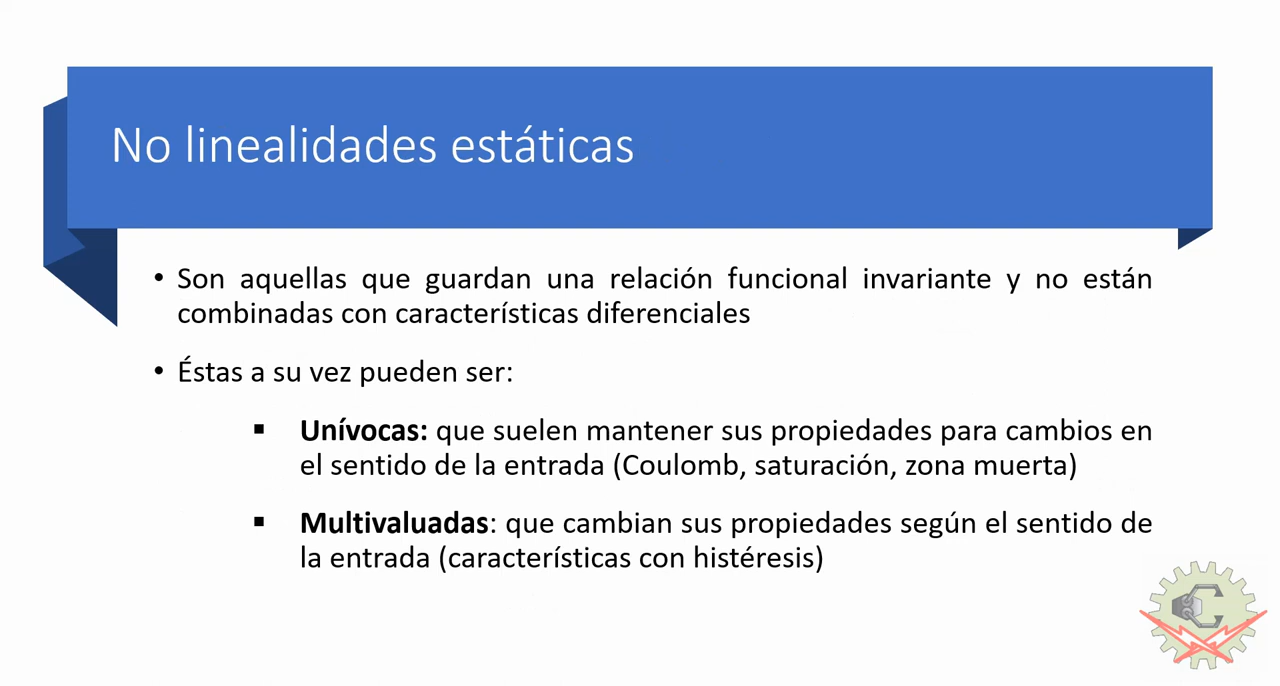 No linealidades estáticas
• Son aquellas que guardan una relación funcional invariante y no están
combinadas con características diferenciales
• Éstas a su vez pueden ser:
▪ Unívocas: que suelen mantener sus propiedades para cambios en
el sentido de la entrada (Coulomb, saturación, zona muerta)
▪ Multivaluadas: que cambian sus propiedades según el sentido de
la entrada (características con histéresis)